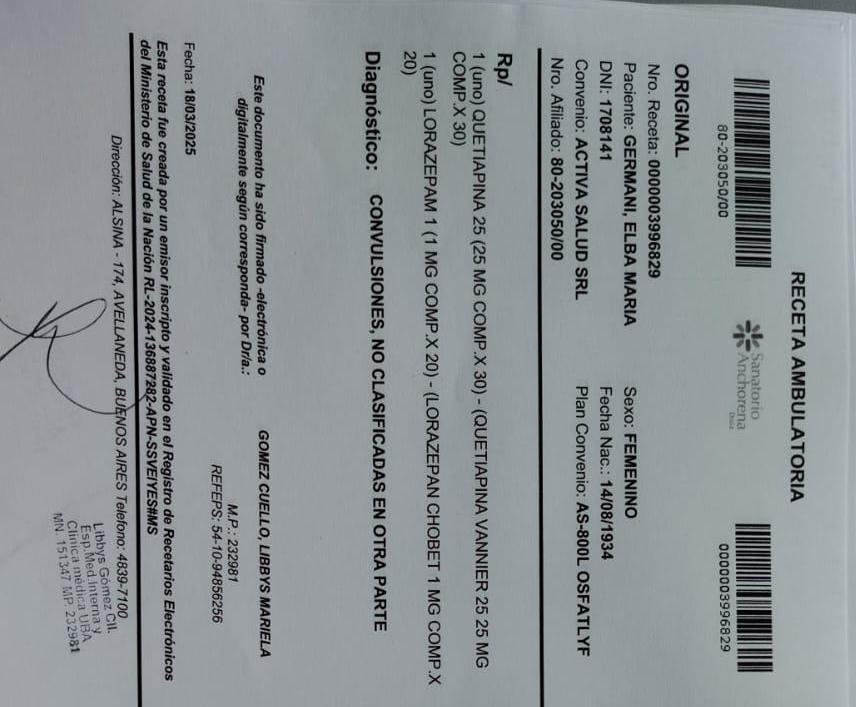 RECETA AMBULATORIA
Sanatorio
Anchorena
80-203050/00
0000003996829
ORIGINAL
Nro. Receta: 0000003996829
Paciente: GERMANI, ELBA MARIA Sexo: FEMENINO
DNI: 1708141 Fecha Nac.: 14/08/1934
Convenio: ACTIVA SALUD SRL Plan Convenio: AS-800L OSFATLYF
Nro. Afiliado: 80-203050/00
Rp/
1 (uno) QUETIAPINA 25 (25 MG COMP.X 30) - (QUETIAPINA VANNIER 25 25 MG
COMP.X 30)
1 (uno) LORAZEPAM 1 (1 MG COMP.X 20) - (LORAZEPAN CHOBET 1 MG COMP.X
20)
Diagnóstico: CONVULSIONES, NO CLASIFICADAS EN OTRA PARTE
Este documento ha sido firmado -electrónica o
digitalmente según corresponda- por Dr/a.:
GOMEZ CUELLO, LIBBYS MARIELA
M.P.: 232981
REFEPS: 54-10-94856256
Fecha: 18/03/2025
Esta receta fue creada por un emisor inscripto y validado en el Registro de Recetarios Electrónicos
del Ministerio de Salud de la Nación RL-2024-136887282-APN-SSVEIYES#MS
Dirección: ALSINA - 174, AVELLANEDA, BUENOS AIRES Telefono: 4839-7100
Libbys Gómez CII.
Esp.Med.Interna y
Clínica médica UBA
MN. 151347 MP. 232981